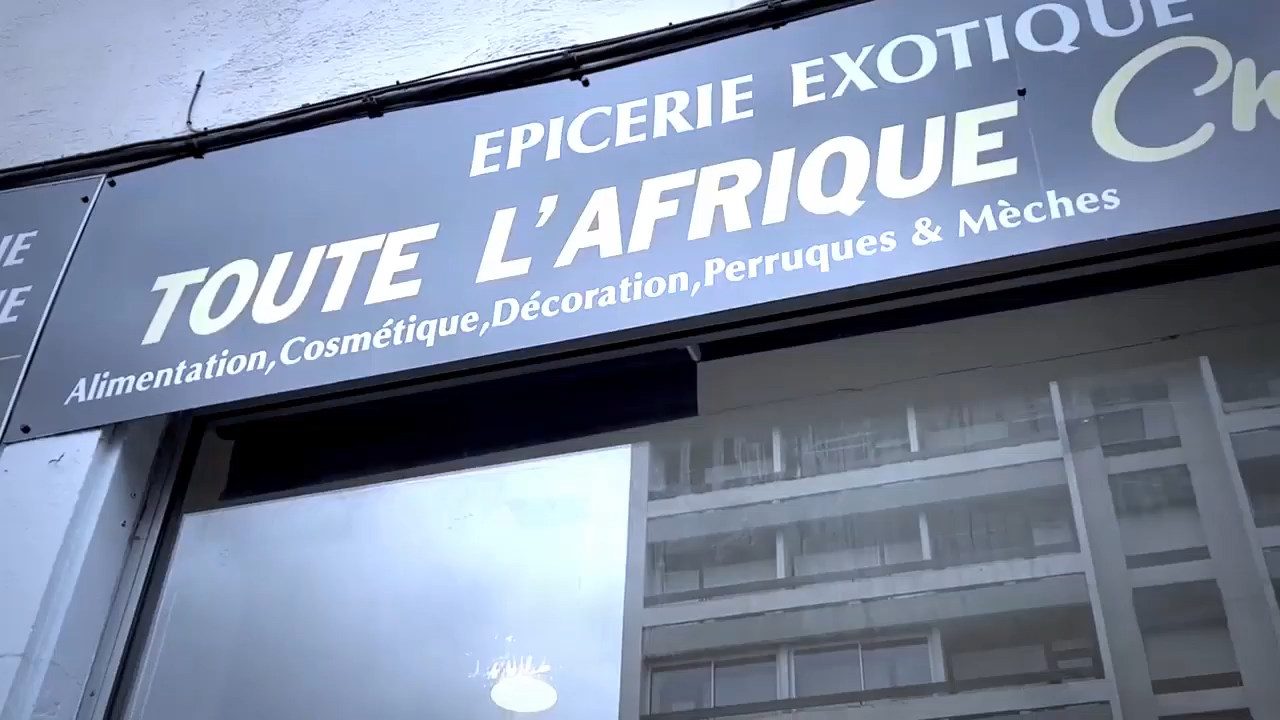 EPICERIE EXOTIQUE
TOUTE L'AFRIQUE
Alimentation,Cosmétique,Décoration,Perruques & Mèches